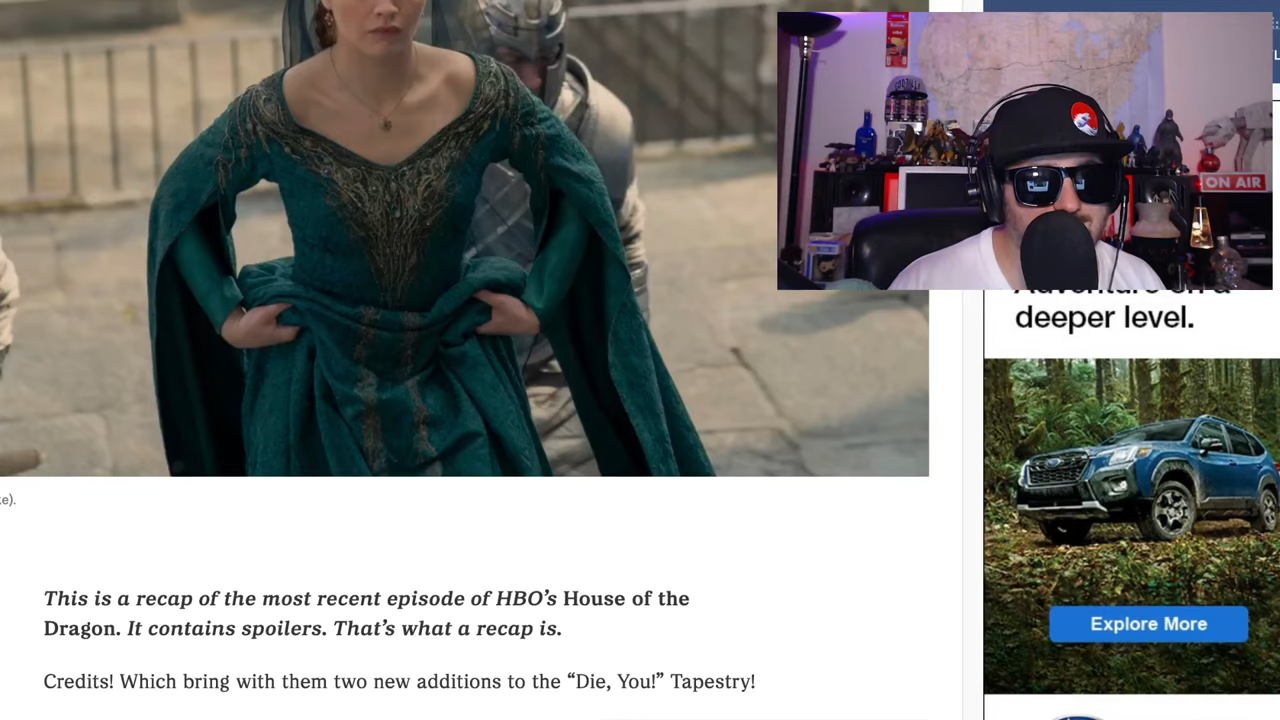 GODZILLA
ON AIR
deeper level.
e).
This is a recap of the most recent episode of HBO’s House of the
Dragon. It contains spoilers. That’s what a recap is.
Explore More
Credits! Which bring with them two new additions to the “Die, You!” Tapestry!